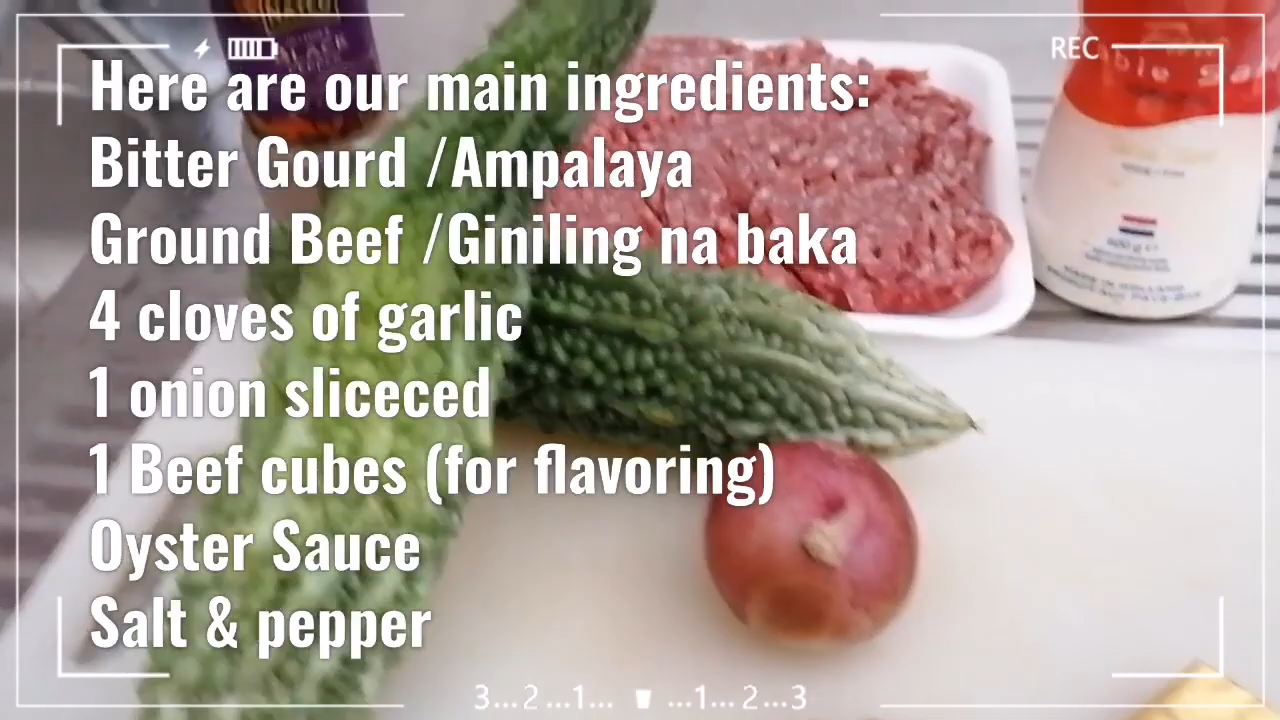 REC
Here are our main ingredients:
Bitter Gourd /Ampalaya
Ground Beef /Giniling na baka
4 cloves of garlic
1 onion sliceced
1 Beef cubes (for flavoring)
Oyster Sauce
Salt & pepper
3...2...1... ...1...2...3